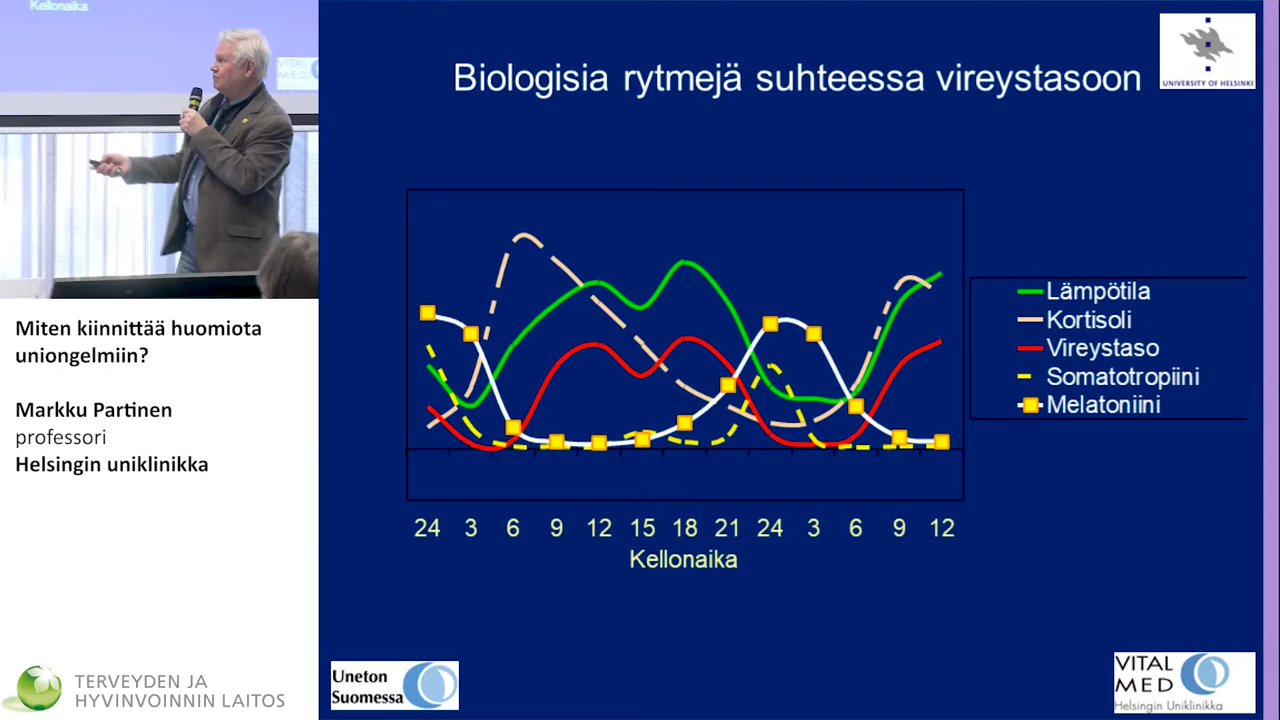 Kellonaika
VITAL
MED
Biologisia rytmejä suhteessa vireystasoon
UNIVERSITY OF HELSINKI
Lämpötila
Kortisoli
Vireystaso
Somatotropiini
Melatoniini
24 3 6 9 12 15 18 21 24 3 6 9 12
Kellonaika
Miten kiinnittää huomiota
uniongelmiin?
Markku Partinen
professori
Helsingin uniklinikka
TERVEYDEN JA
HYVINVOINNIN LAITOS
Uneton
Suomessa
VITAL
MED
Helsingin Uniklinikka